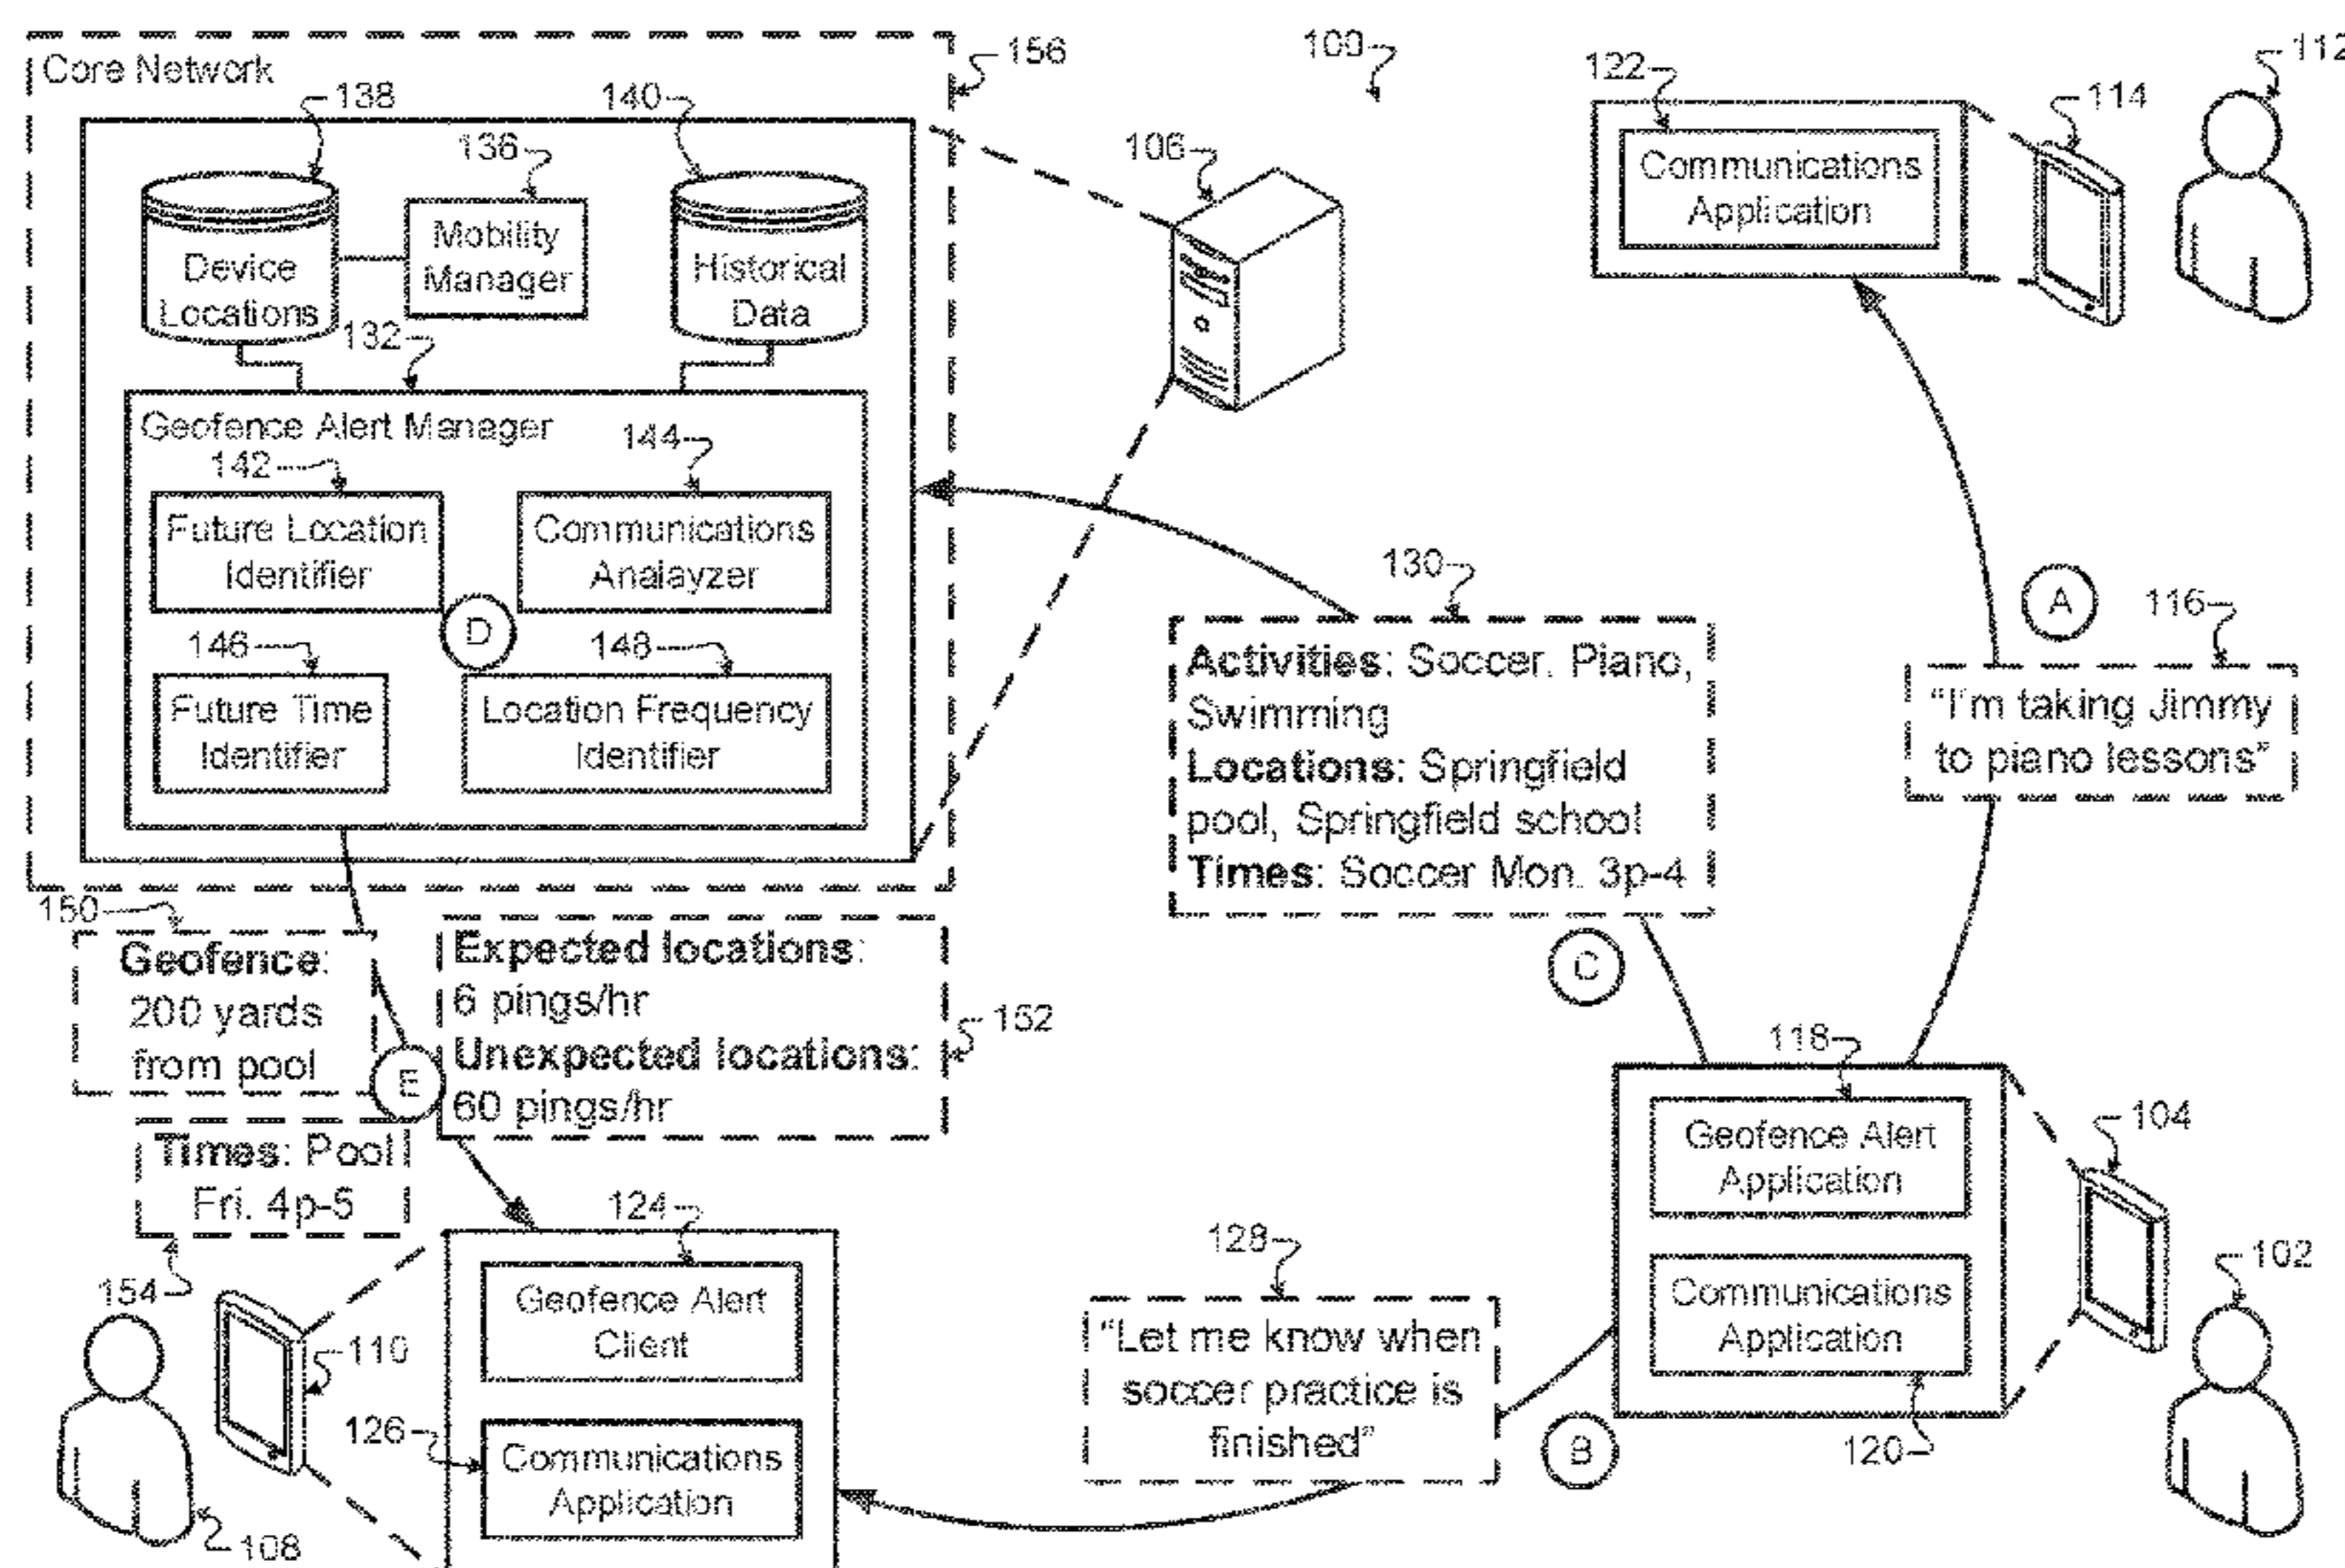 Core Network
156
100
122
112
138
140
114
136
106
Communications
Application
Device
Locations
Mobility
Manager
Historical
Data
132
Geofence Alert Manager
142
144
Future Location
Identifier
Communications
Analayzer
130
A
116
D
146
148
Activities: Soccer. Piano,
Swimming
Locations: Springfield
pool, Springfield school
Times: Soccer Mon. 3p-4
"I'm taking Jimmy
to piano lessons"
Future Time
Identifier
Location Frequency
Identifier
150
Geofence:
200 yards
from pool
Expected locations:
6 pings/hr
Unexpected locations:
60 pings/hr
152
C
E
118
Times: Pool
Fri. 4p-5
Geofence Alert
Application
104
154
124
128
102
Geofence Alert
Client
"Let me know when
soccer practice is
finished"
Communications
Application
110
126
Communications
Application
B
120
108